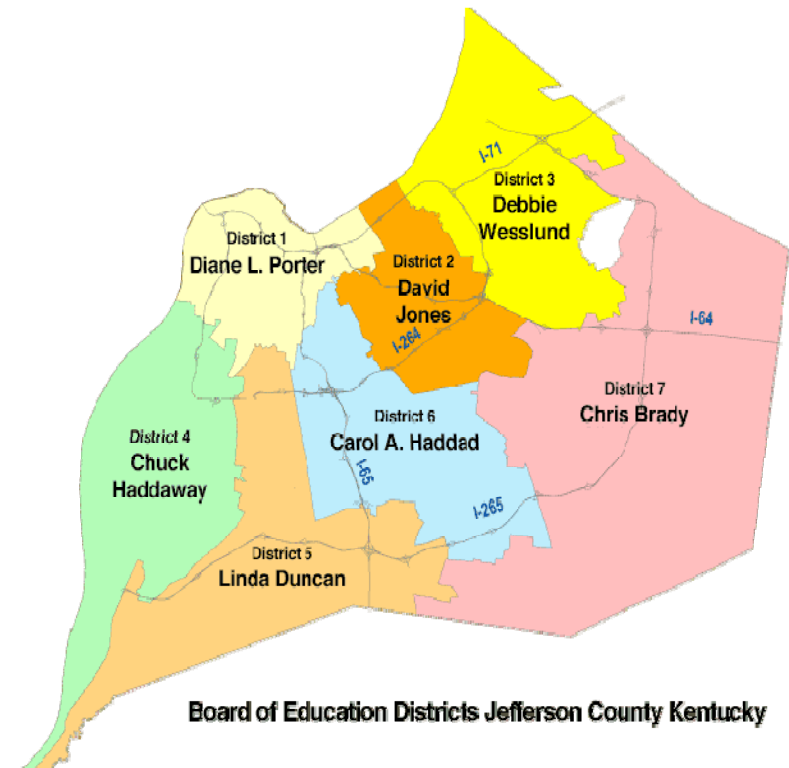 I-71
District 3
Debbie
Wesslund
District 1
Diane L. Porter
District 2
David
Jones
I-264
I-64
District 7
Chris Brady
District 6
Carol A. Haddad
District 4
Chuck
Haddaway
I-65
I-265
District 5
Linda Duncan
Board of Education Districts Jefferson County Kentucky